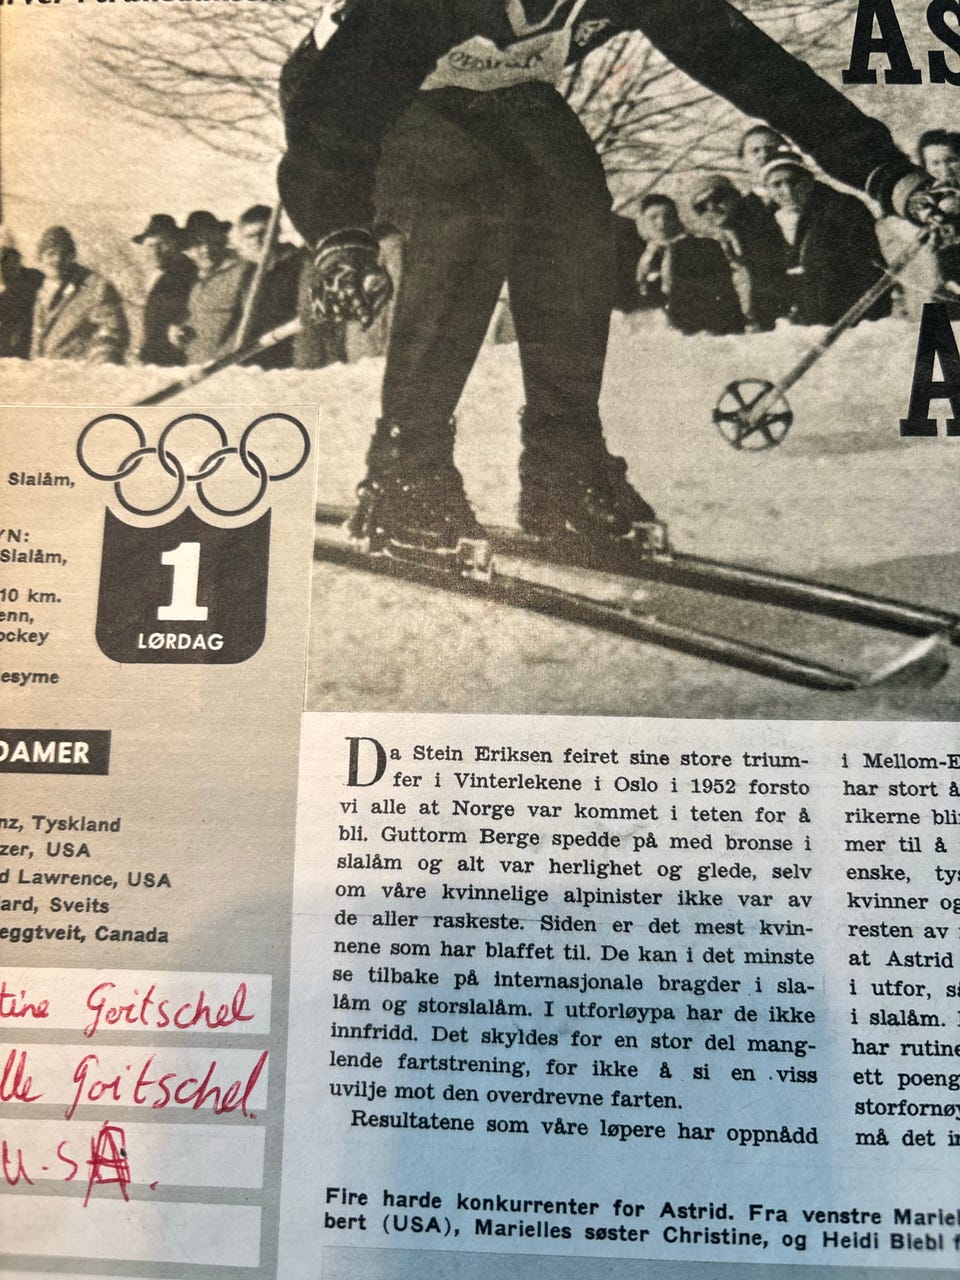 AS
A
Slalåm,
YN:
Slalåm,
10 km.
enn,
ockey
esyme
1
LØRDAG
DAMER
nz, Tyskland
zer, USA
d Lawrence, USA
ard, Sveits
eggtveit, Canada
tine Goitschel
lle Goitschel.
U.SA.
Da Stein Eriksen feiret sine store trium-
fer i Vinterlekene i Oslo i 1952 forsto
vi alle at Norge var kommet i teten for å
bli. Guttorm Berge spedde på med bronse i
slalåm og alt var herlighet og glede, selv
om våre kvinnelige alpinister ikke var av
de aller raskeste. Siden er det mest kvin-
nene som har blaffet til. De kan i det minste
se tilbake på internasjonale bragder i sla-
låm og storslalåm. I utforløypa har de ikke
innfridd. Det skyldes for en stor del mang-
lende fartstrening, for ikke å si en viss
uvilje mot den overdrevne farten.
Resultatene som våre løpere har oppnådd
i Mellom-E
har stort å
rikerne bli
mer til å
enske, tys
kvinner og
resten av
at Astrid
i utfor, så
i slalåm.
har rutine
ett poeng
storfornøy
må det in
Fire harde konkurrenter for Astrid. Fra venstre Mariel
bert (USA), Marielles søster Christine, og Heidi Biebl f